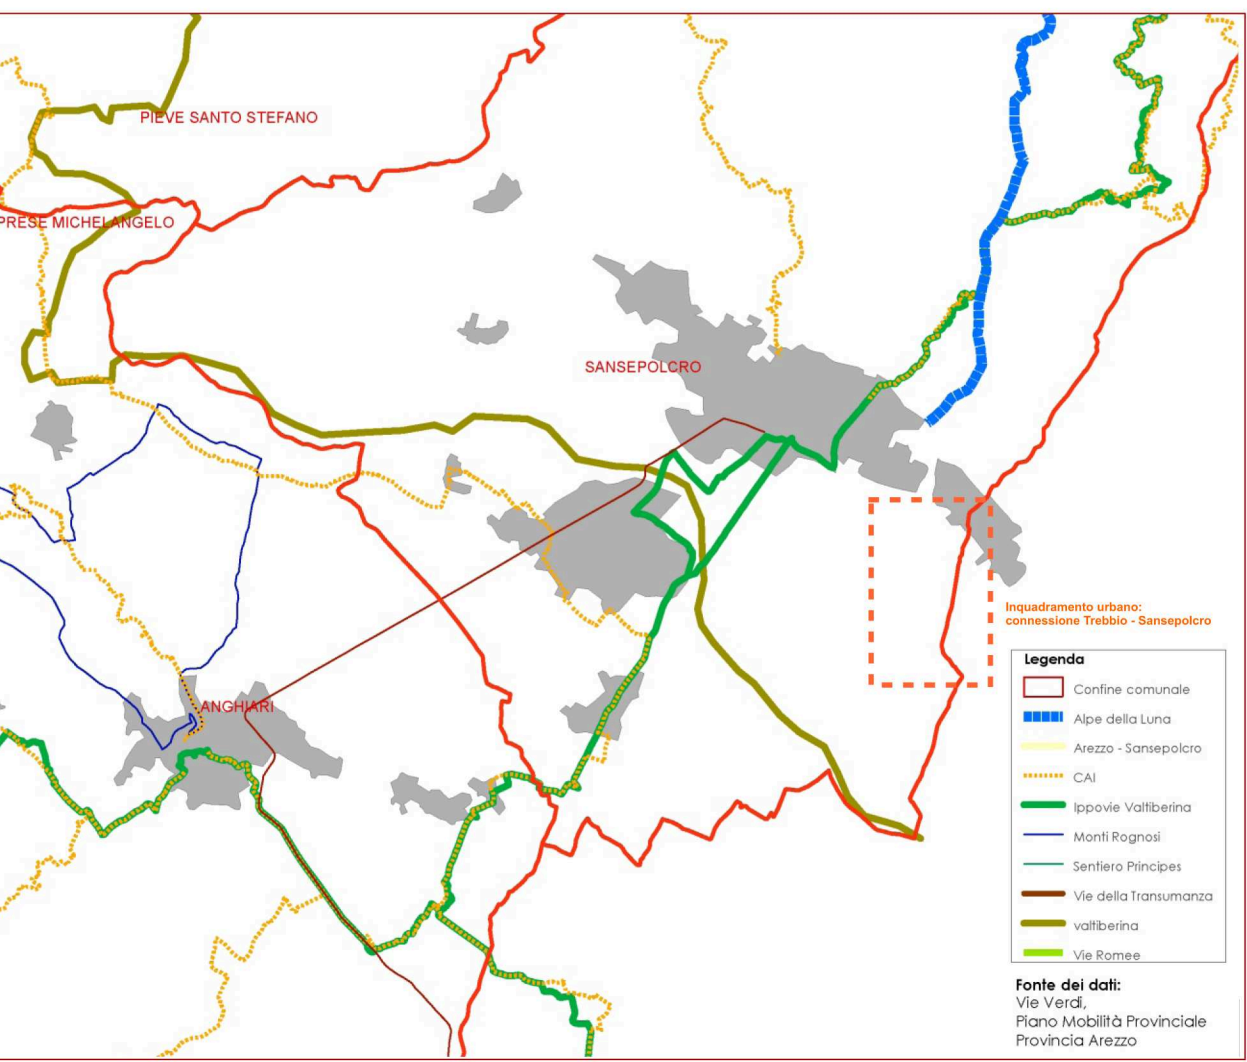 PIEVE SANTO STEFANO
PRESE MICHELANGELO
SANSEPOLCRO
ANGHIARI
Inquadramento urbano:
connessione Trebbio - Sansepolcro
Legenda
Confine comunale
Alpe della Luna
Arezzo - Sansepolcro
CAI
Ippovie Valtiberina
Monti Rognosi
Sentiero Principes
Vie della Transumanza
valtiberina
Vie Romee
Fonte dei dati:
Vie Verdi,
Piano Mobilità Provinciale
Provincia Arezzo